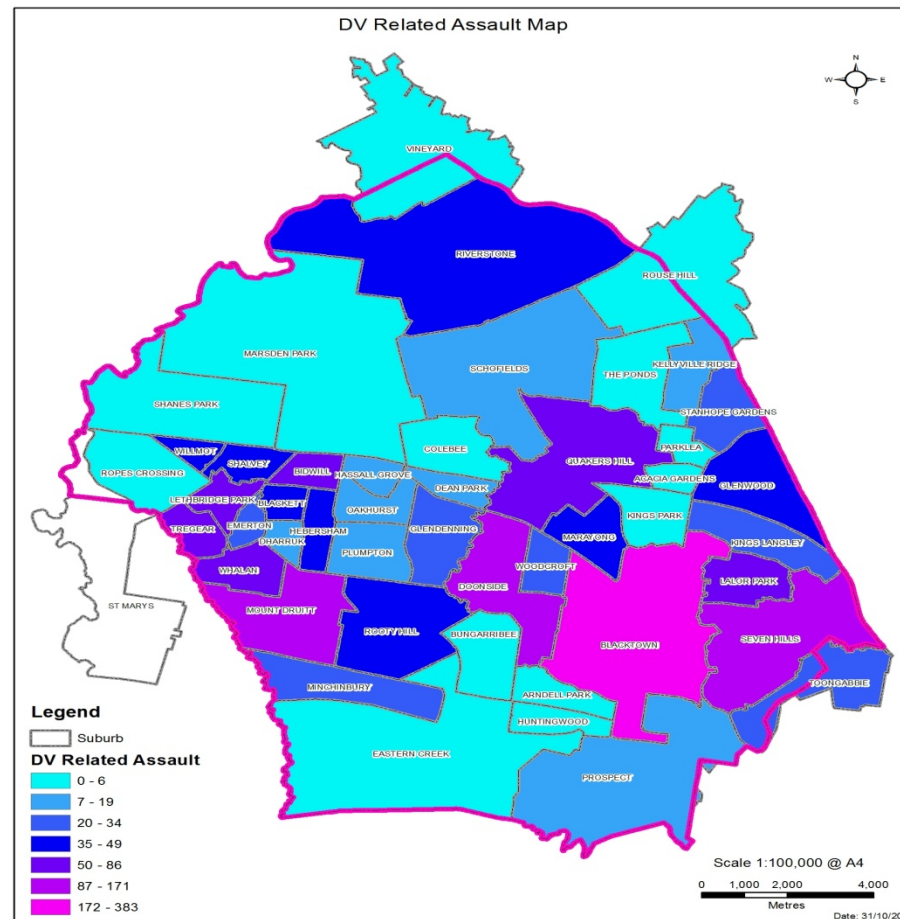 DV Related Assault Map
N
W E
S
VINEYARD
RIVERSTONE
ROUSE HILL
MARSDEN PARK
SCHOFIELDS
THE PONDS
KELLYVILLE RIDGE
SHANES PARK
STANHOPE GARDENS
COLEBEE
PARKLEA
WILLMOT
SHALVEY
BIDWILL
HASSALL GROVE
QUAKERS HILL
ROPES CROSSING
ACACIA GARDENS
GLENWOOD
LETHBRIDGE PARK
BLACKETT
DEAN PARK
OAKHURST
KINGS PARK
TREGEAR
EMERTON
HEBERSHAM
GLENDENNING
MARAYONG
DHARRUK
PLUMPTON
KINGS LANGLEY
WHALAN
DOONSIDE
WOODCROFT
LALOR PARK
ST MARYS
MOUNT DRUITT
ROOTY HILL
BUNGARRIBEE
BLACKTOWN
SEVEN HILLS
MINCHINBURY
ARNDELL PARK
TOONGABBIE
HUNTINGWOOD
EASTERN CREEK
PROSPECT
Legend
Suburb
DV Related Assault
0 - 6
7 - 19
20 - 34
35 - 49
50 - 86
87 - 171
172 - 383
Scale 1:100,000 @ A4
0 1,000 2,000 4,000
Metres
Date: 31/10/20